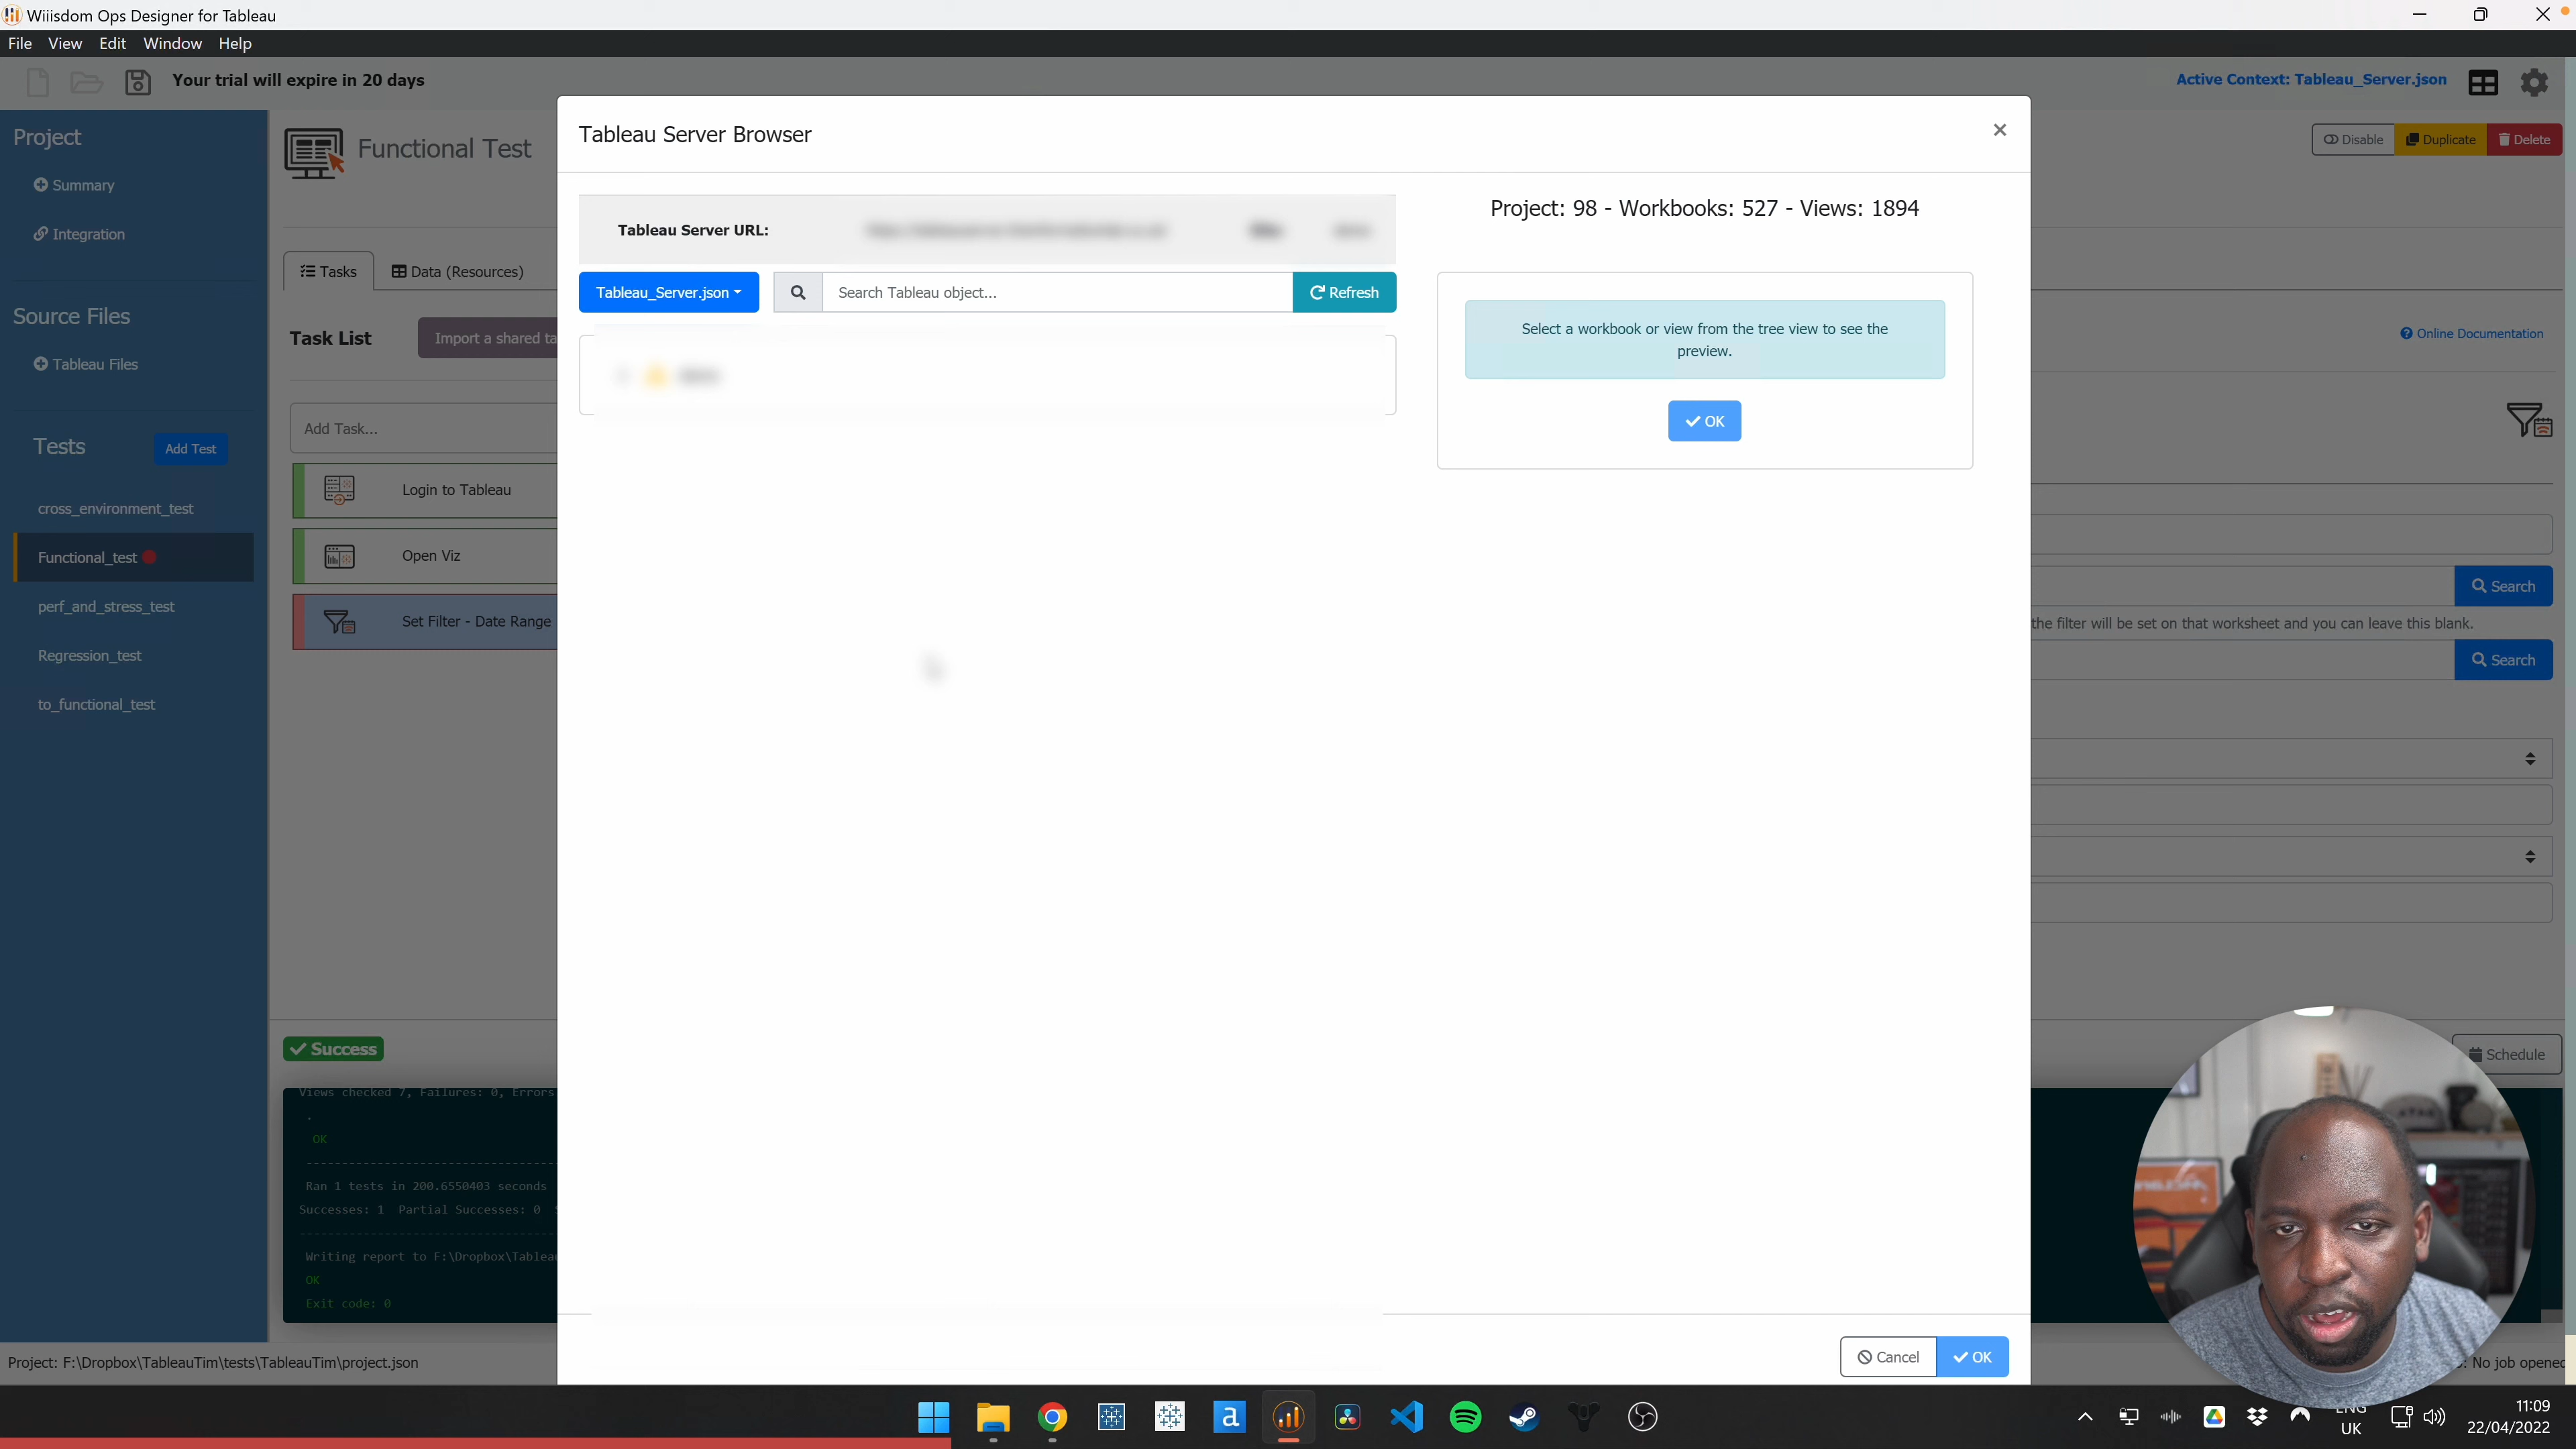 Wiiisdom Ops Designer for Tableau
File View Edit Window Help
Your trial will expire in 20 days
Active Context: Tableau_Server.json
Project
Summary
Integration
Source Files
Tableau Files
Tests
Add Test
cross_environment_test
Functional_test
perf_and_stress_test
Regression_test
to_functional_test
Functional Test
Disable
Duplicate
Delete
Tasks
Data (Resources)
Task List
Import a shared ta
Online Documentation
Add Task...
Login to Tableau
Open Viz
Set Filter - Date Range
Tableau Server Browser
Tableau Server URL:
Tableau_Server.json
Search Tableau object...
Refresh
Project: 98 - Workbooks: 527 - Views: 1894
Select a workbook or view from the tree view to see the
preview.
OK
Search
the filter will be set on that worksheet and you can leave this blank.
Search
Success
Schedule
Views checked 7, Failures: 0, Errors
.
OK
Ran 1 tests in 200.6550403 seconds
Successes: 1 Partial Successes: 0
Writing report to F:\Dropbox\Tablea
OK
Exit code: 0
Cancel
OK
Project: F:\Dropbox\TableauTim\tests\TableauTim\project.json
: No job opened
ENG
UK
11:09
22/04/2022